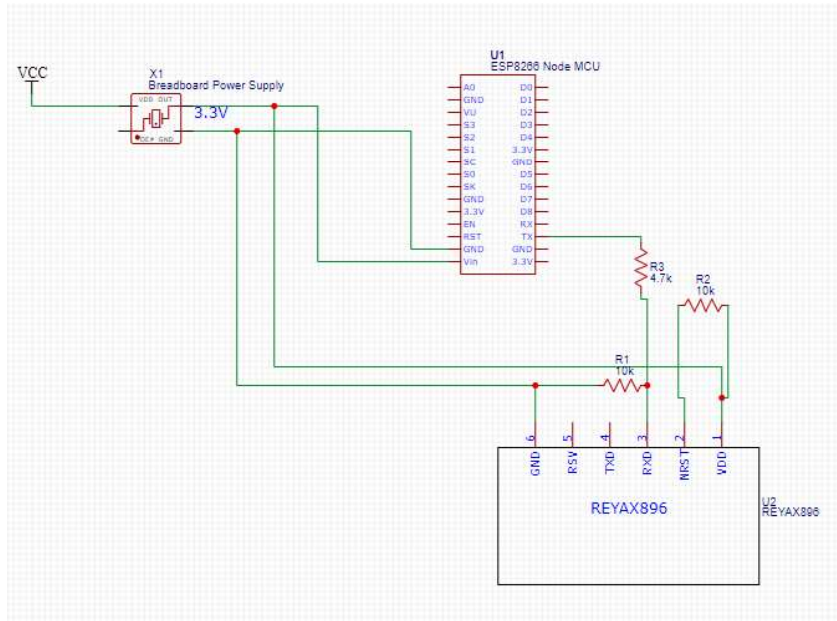 VCC
X1
Breadboard Power Supply
VDD OUT
3.3V
GND
U1
ESP8266 Node MCU
A0 D0
GND D1
VU D2
S3 D3
S2 D4
S1 3.3V
SC GND
S0 D5
SK D6
GND D7
3.3V D8
EN RX
RST TX
GND GND
Vin 3.3V
R3
4.7k
R2
10k
R1
10k
6 5 4 3 2 1
GND RSV TXD RXD NRST VDD
REYAX896
U2
REYAX896